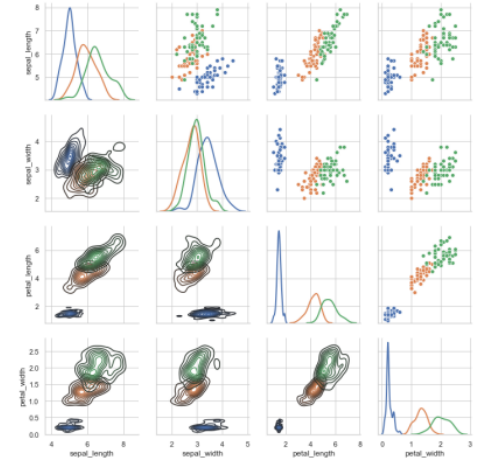 sepal_length
8
7
6
5
sepal_width
4
3
2
petal_length
6
4
2
petal_width
2.5
2.0
1.5
1.0
0.5
0.0
4 6 8
sepal_length
2 3 4 5
sepal_width
2 4 6 8
petal_length
0 1 2 3
petal_width